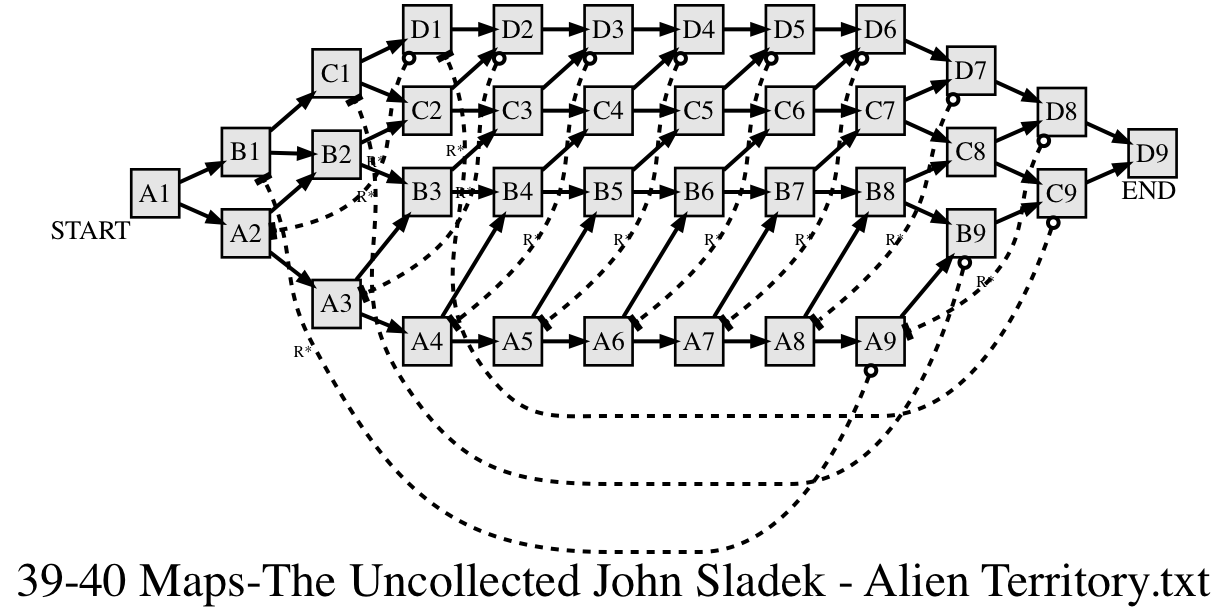 D1 D2 D3 D4 D5 D6
C1 D7
C2 C3 C4 C5 C6 C7 D8
B1 B2 R* R* C8 D9
A1 R* B3 R* B4 B5 B6 B7 B8 C9 END
START A2 R* R* R* R* R* B9
R*
A3
R* A4 A5 A6 A7 A8 A9
39-40 Maps-The Uncollected John Sladek - Alien Territory.txt